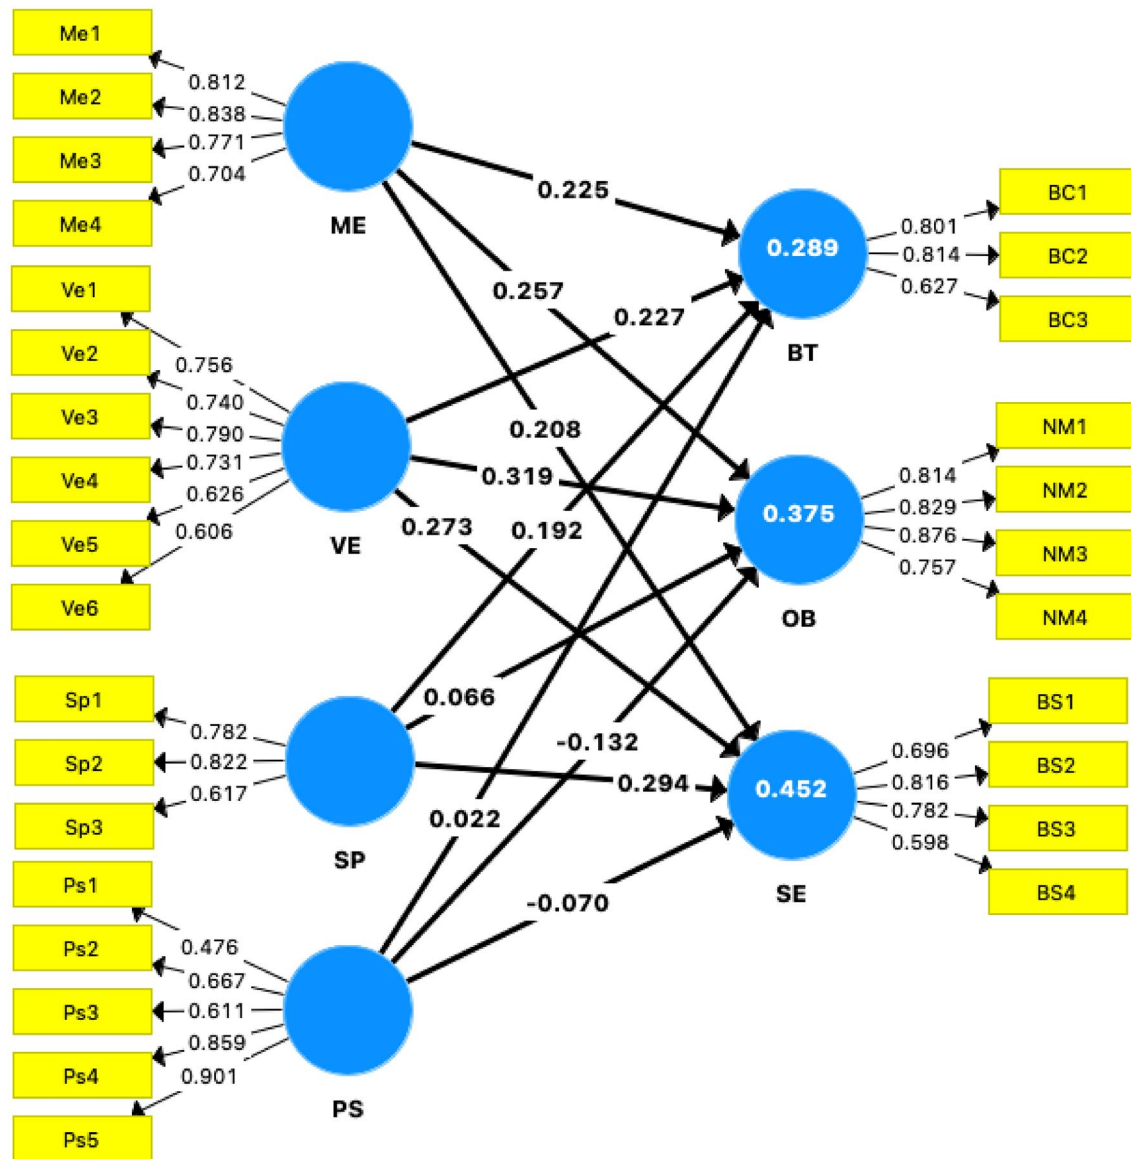 Me1
Me2
Me3
Me4
0.812
0.838
0.771
0.704
ME
Ve1
Ve2
Ve3
Ve4
Ve5
Ve6
0.756
0.740
0.790
0.731
0.626
0.606
VE
Sp1
Sp2
Sp3
0.782
0.822
0.617
SP
Ps1
Ps2
Ps3
Ps4
Ps5
0.476
0.667
0.611
0.859
0.901
PS
0.225
0.257
0.227
0.208
0.319
0.273
0.192
0.066
-0.132
0.294
0.022
-0.070
0.289
BT
0.801
0.814
0.627
BC1
BC2
BC3
0.375
OB
0.814
0.829
0.876
0.757
NM1
NM2
NM3
NM4
0.452
SE
0.696
0.816
0.782
0.598
BS1
BS2
BS3
BS4